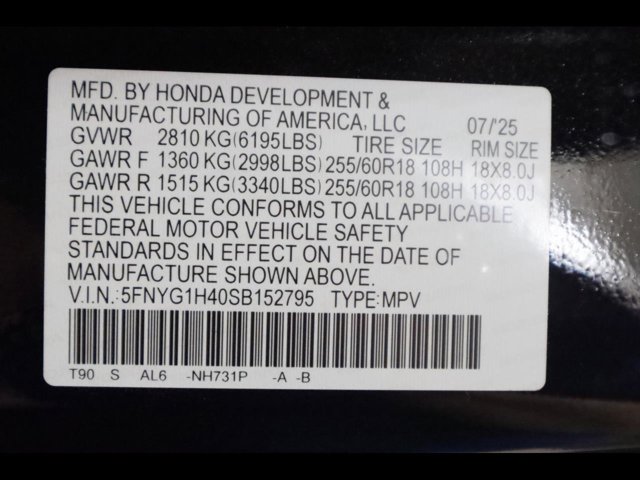 MFD. BY HONDA DEVELOPMENT &
MANUFACTURING OF AMERICA, LLC 07/'25
GVWR 2810 KG(6195LBS) TIRE SIZE RIM SIZE
GAWR F 1360 KG(2998LBS) 255/60R18 108H 18X8.0J
GAWR R 1515 KG(3340LBS) 255/60R18 108H 18X8.0J
THIS VEHICLE CONFORMS TO ALL APPLICABLE
FEDERAL MOTOR VEHICLE SAFETY
STANDARDS IN EFFECT ON THE DATE OF
MANUFACTURE SHOWN ABOVE.
V.I.N.:5FNYG1H40SB152795 TYPE:MPV
T90 S AL6 -NH731P -A -B